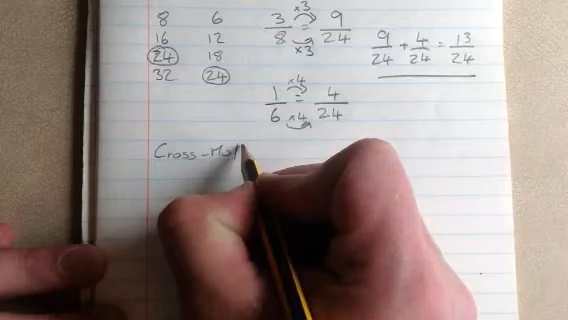 8 6
16 12
24 18
32 24
×3
3/8 = 9/24
×3
9/24 + 4/24 = 13/24
×4
1/6 = 4/24
×4
Cross-Mul